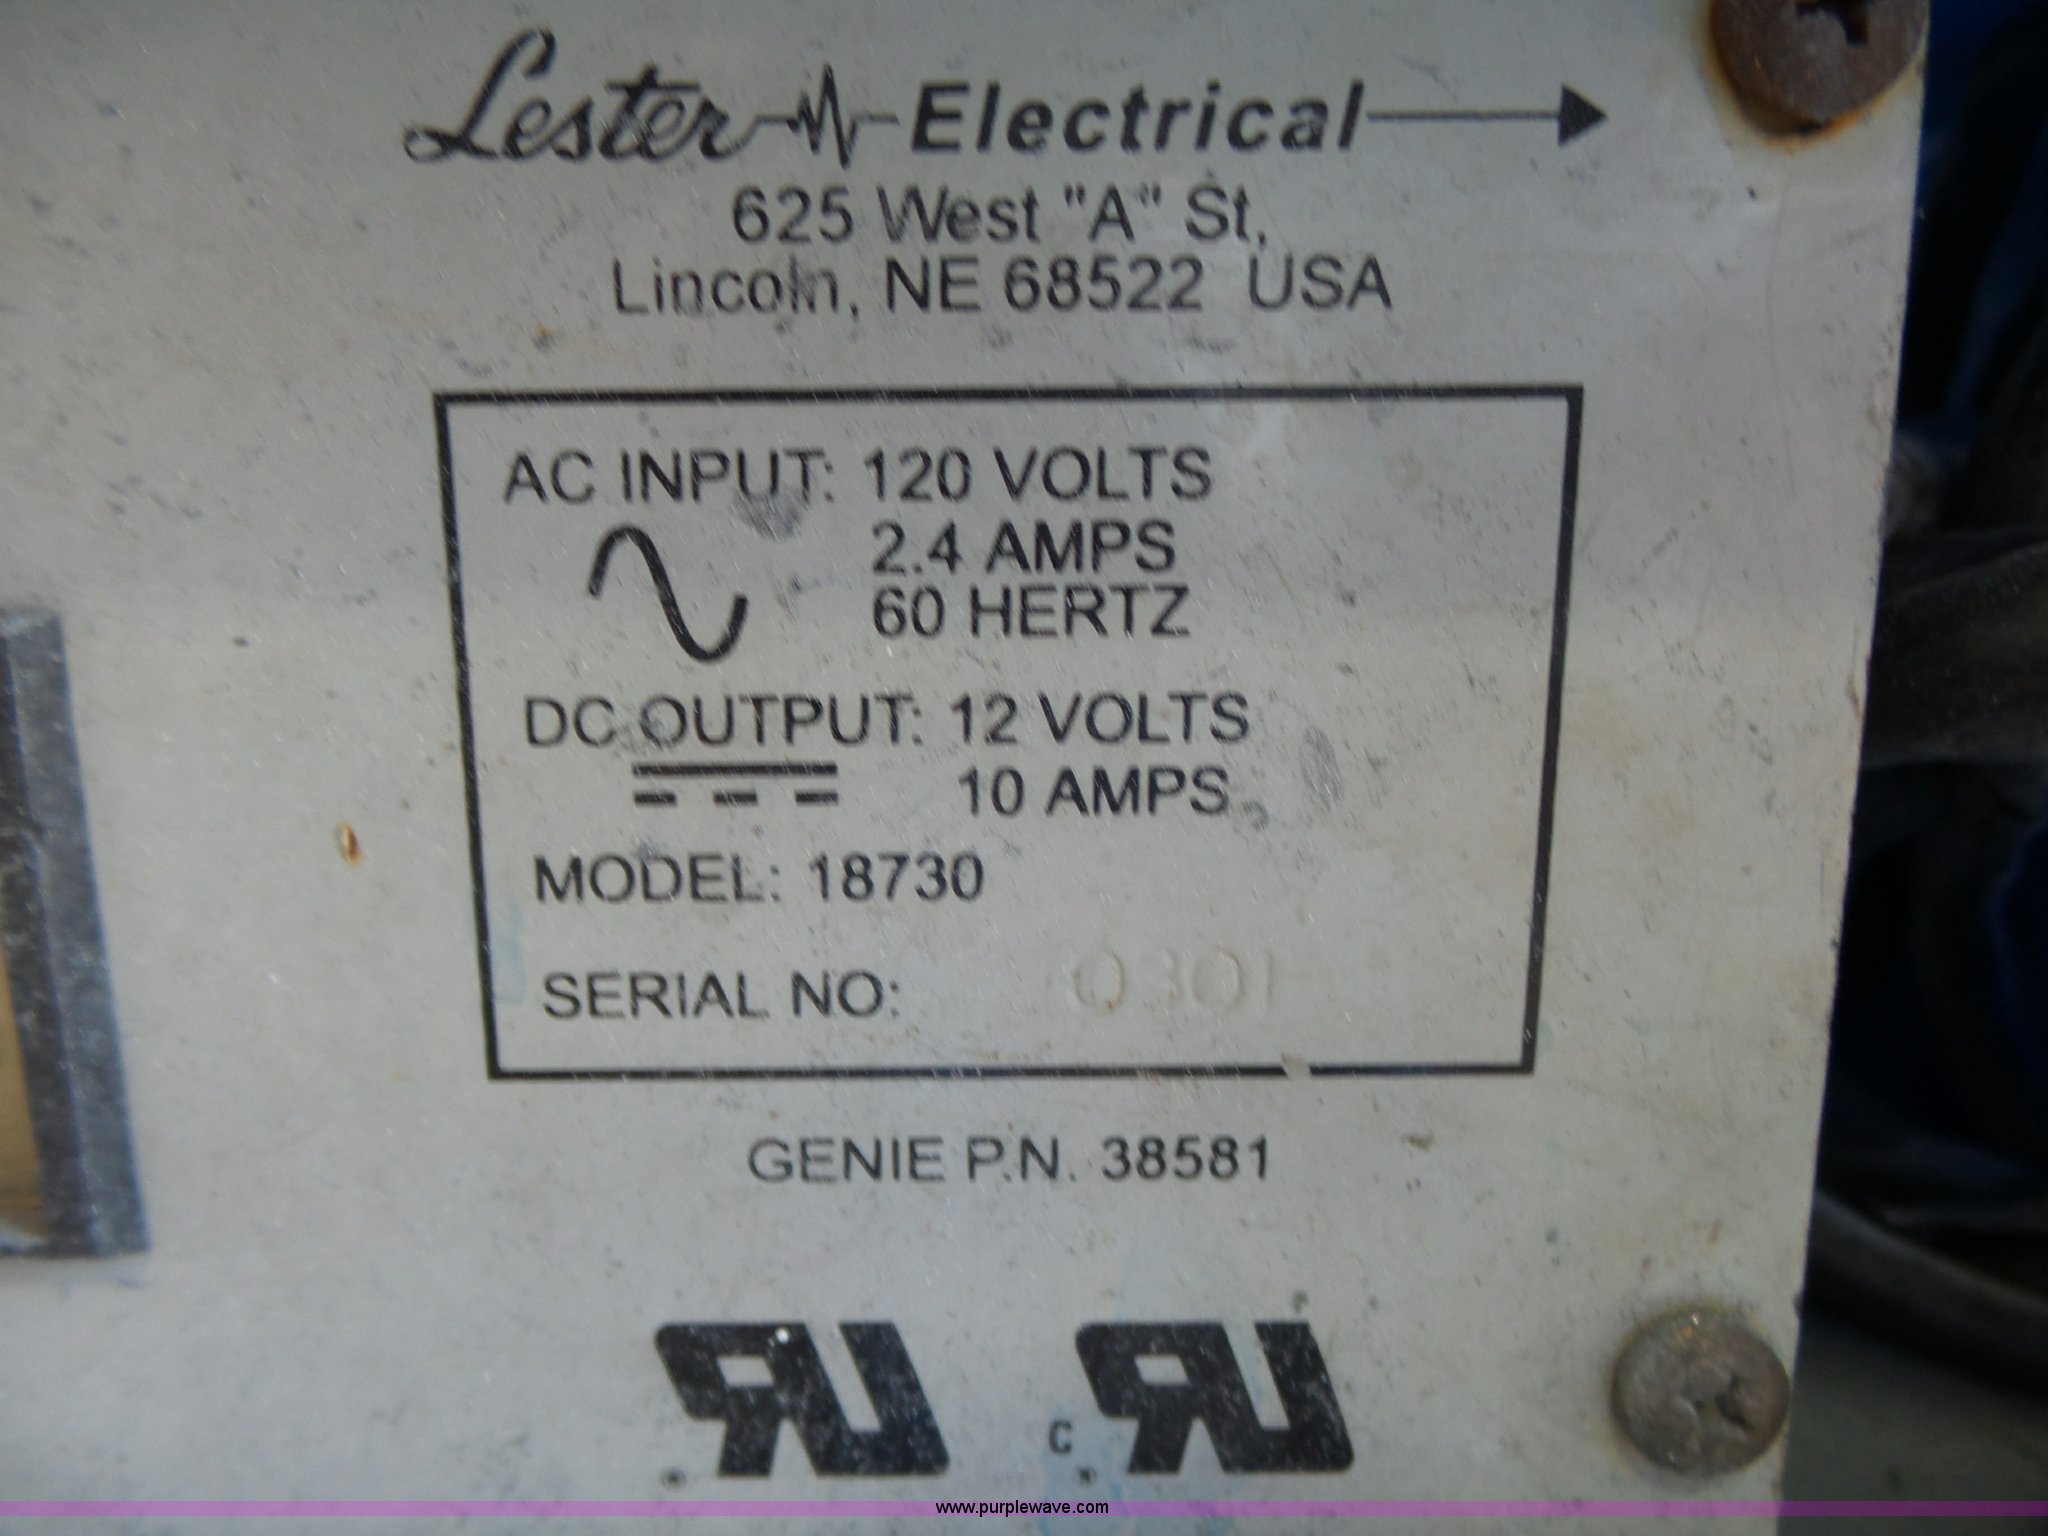 Lester Electrical
625 West "A" St,
Lincoln, NE 68522 USA
AC INPUT: 120 VOLTS
2.4 AMPS
60 HERTZ
DC OUTPUT: 12 VOLTS
10 AMPS
MODEL: 18730
SERIAL NO: 0301
GENIE P.N. 38581
c
www.purplewave.com